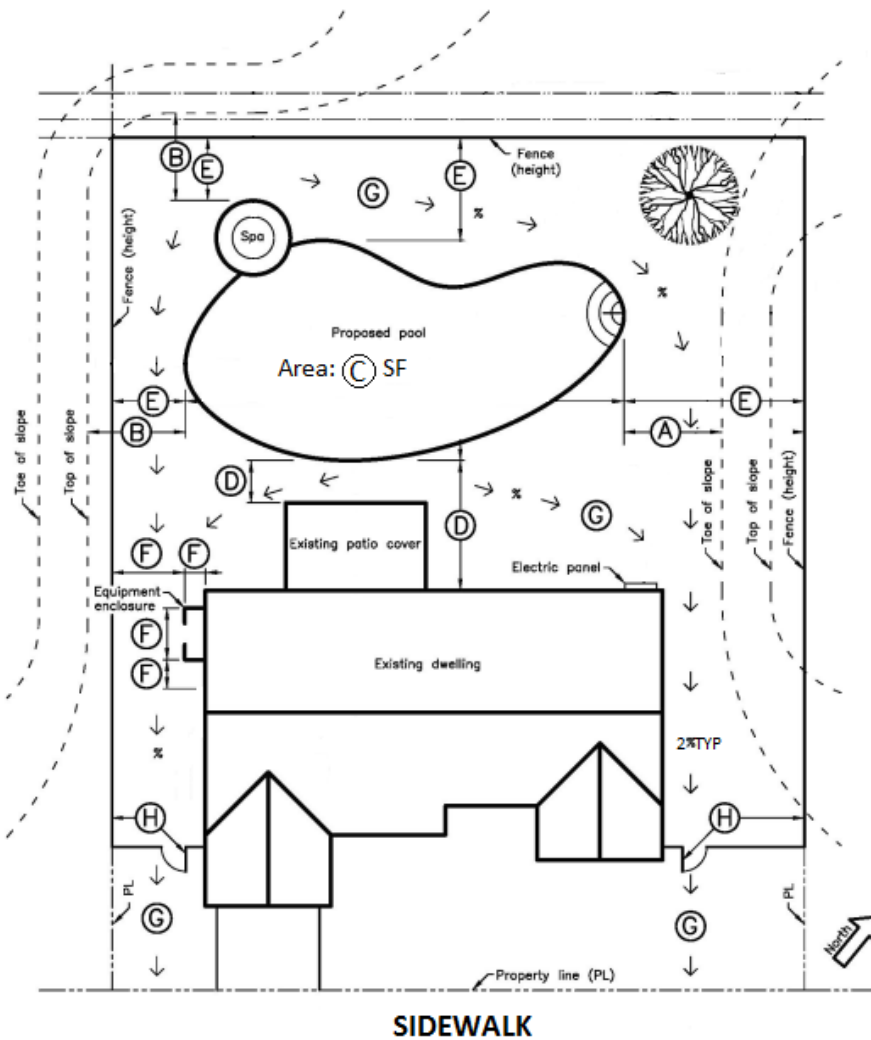 B
E
E
Fence
(height)
G
%
Spa
Fence (height)
%
Proposed pool
Area: C SF
E
E
B
A
Toe of slope
Top of slope
D
D
%
G
Toe of slope
Top of slope
Fence (height)
Existing patio cover
F
F
Electric panel
Equipment
enclosure
F
F
Existing dwelling
%
2%TYP
H
H
PL
PL
G
G
North
Property line (PL)
SIDEWALK